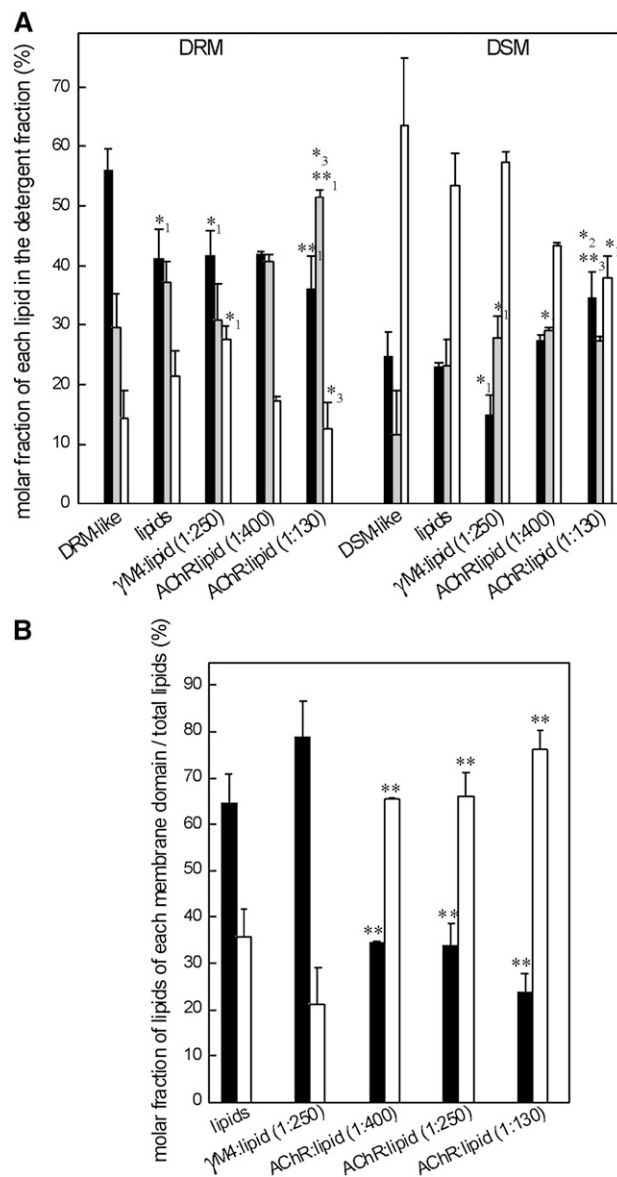 A
DRM DSM
molar fraction of each lipid in the detergent fraction (%)
70
60
50
40
30
20
10
0
*1 *1 *1 **1 *3 **1 *3 *1 *1 * *2 **3 *
DRM-like lipids γM4:lipid (1:250) AChR:lipid (1:400) AChR:lipid (1:130) DSM-like lipids γM4:lipid (1:250) AChR:lipid (1:400) AChR:lipid (1:130)
B
molar fraction of lipids of each membrane domain / total lipids (%)
90
80
70
60
50
40
30
20
10
0
** ** ** ** ** **
lipids γM4:lipid (1:250) AChR:lipid (1:400) AChR:lipid (1:250) AChR:lipid (1:130)